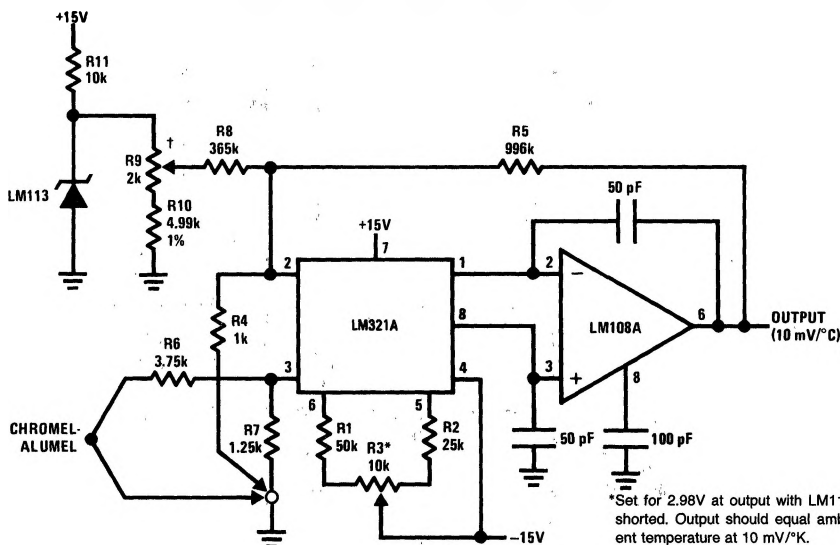 +15V
R11
10k
†
R9
2k
R8
365k
R5
996k
50 pF
LM113
R10
4.99k
1%
+15V
7
2
1
2
−
R4
1k
LM321A
8
LM108A
6
OUTPUT
(10 mV/°C)
R6
3.75k
3
4
3
+
8
CHROMEL-
ALUMEL
R7
1.25k
6
5
R1
50k
R3*
10k
R2
25k
50 pF
100 pF
−15V
*Set for 2.98V at output with LM11
shorted. Output should equal amb
ent temperature at 10 mV/°K.